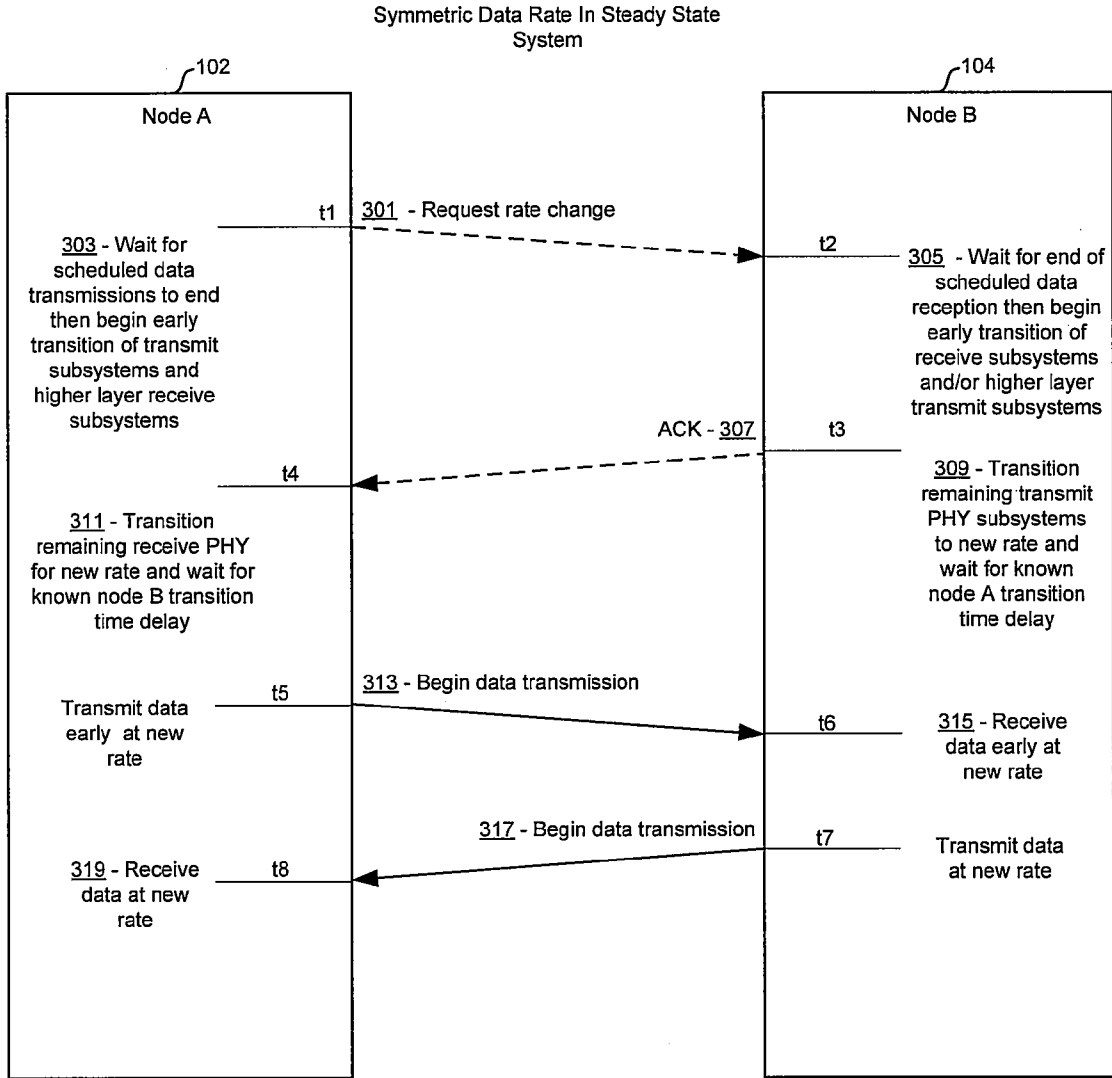 Symmetric Data Rate In Steady State
System
102
104
Node A
Node B
t1
301 - Request rate change
t2
303 - Wait for
scheduled data
transmissions to end
then begin early
transition of transmit
subsystems and
higher layer receive
subsystems
305 - Wait for end of
scheduled data
reception then begin
early transition of
receive subsystems
and/or higher layer
transmit subsystems
ACK - 307
t3
t4
309 - Transition
remaining transmit
PHY subsystems
to new rate and
wait for known
node A transition
time delay
311 - Transition
remaining receive PHY
for new rate and wait for
known node B transition
time delay
t5
313 - Begin data transmission
Transmit data
early at new
rate
t6
315 - Receive
data early at
new rate
317 - Begin data transmission
t7
Transmit data
at new rate
319 - Receive
data at new
rate
t8